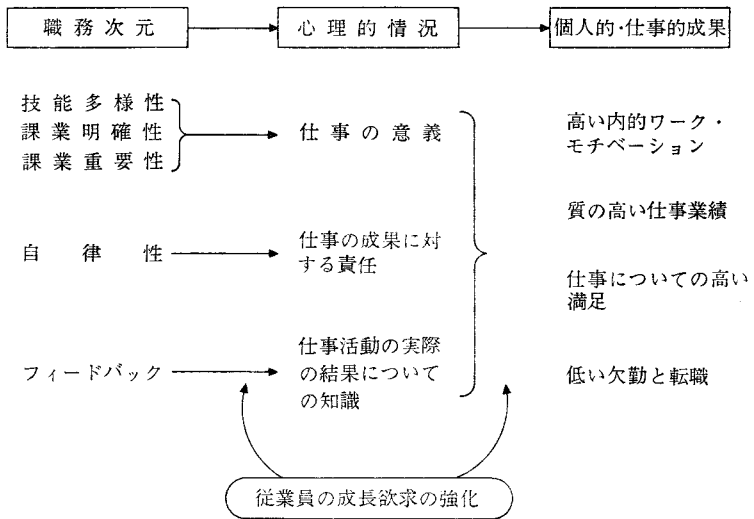 職務次元
心理的情況
個人的・仕事的成果
技能多様性
課業明確性
課業重要性
仕事の意義
高い内的ワーク・
モチベーション
質の高い仕事業績
自律性
仕事の成果に対
する責任
仕事についての高い
満足
フィードバック
仕事活動の実際
の結果について
の知識
低い欠勤と転職
従業員の成長欲求の強化